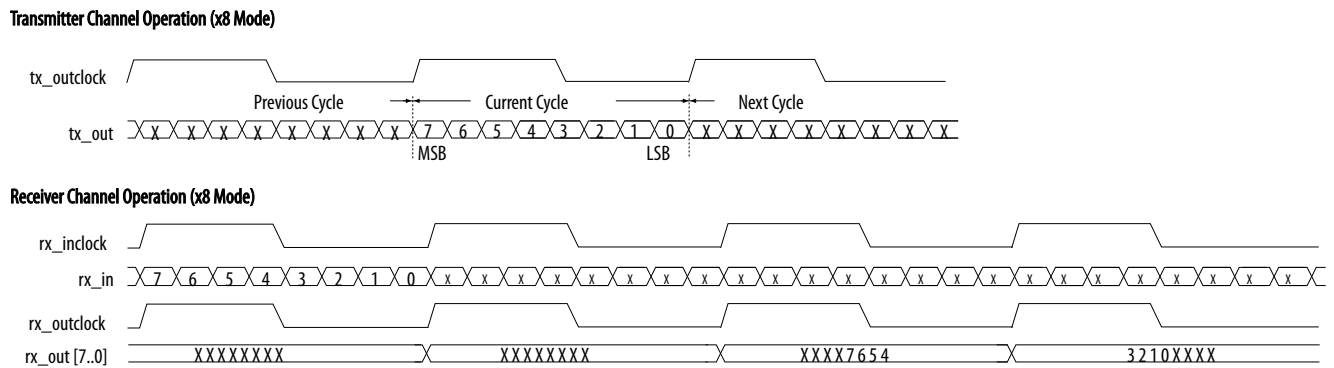 Transmitter Channel Operation (x8 Mode)
tx_outclock
Previous Cycle Current Cycle Next Cycle
tx_out X X X X X X X X 7 6 5 4 3 2 1 0 X X X X X X X X
MSB LSB
Receiver Channel Operation (x8 Mode)
rx_inclock
rx_in 7 6 5 4 3 2 1 0 x x x x x x x x x x x x x x x x x x x x x x x x
rx_outclock
rx_out [7..0] XXXXXXXX XXXXXXXX XXXX7654 3210XXXX